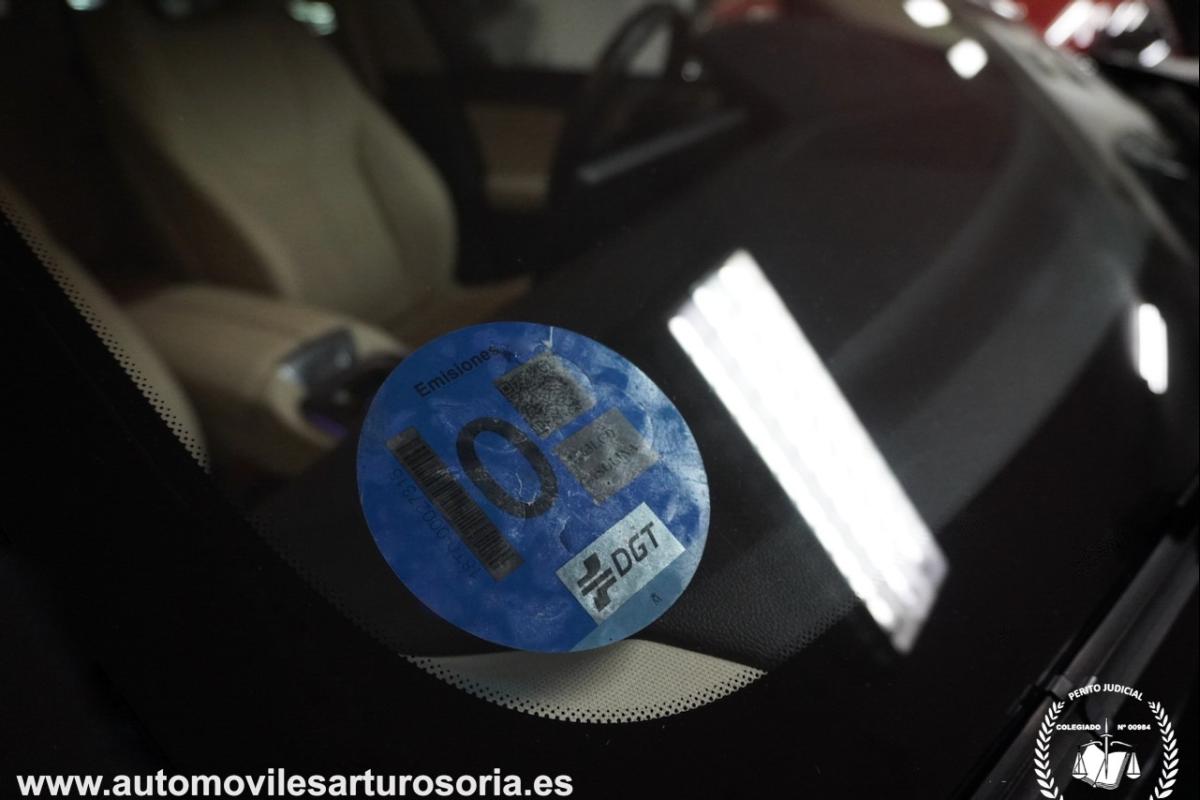 Emisiones
0
DGT
PERITO JUDICIAL
COLEGIADO Nº 00984
www.automovilesarturosoria.es